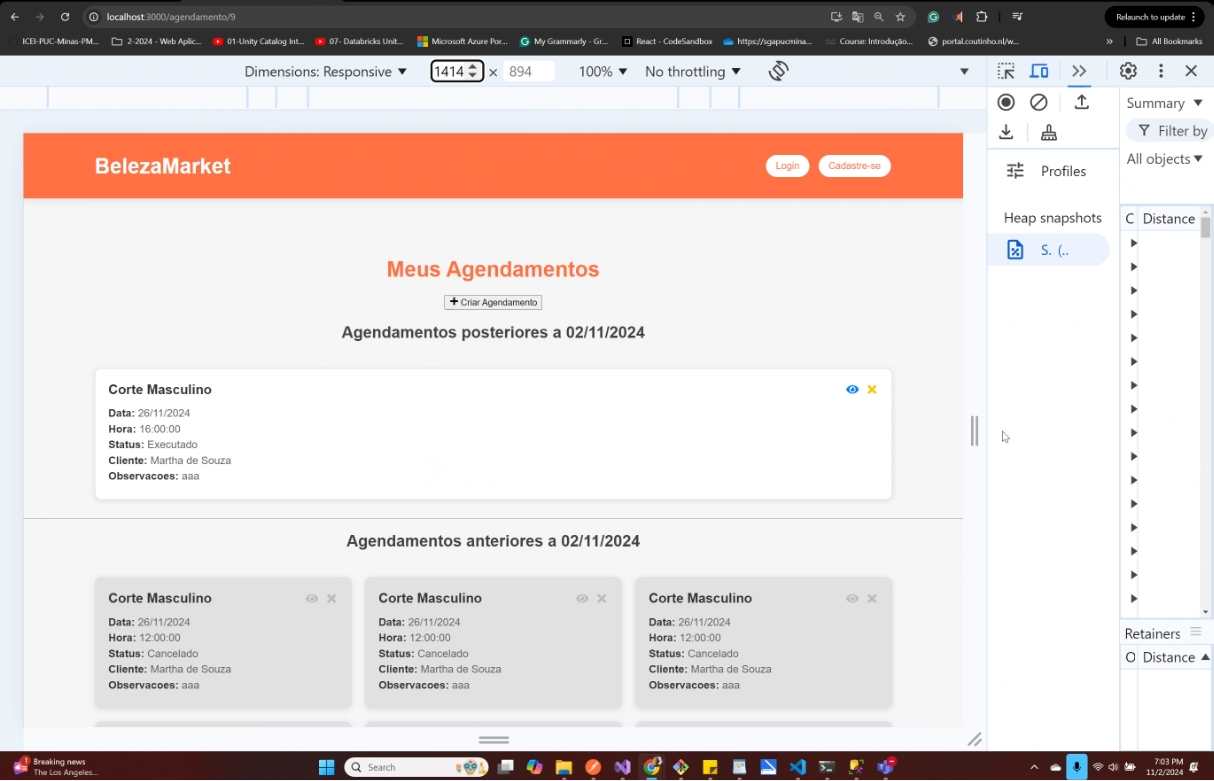 localhost:3000/agendamento/9
Relaunch to update
ICEI-PUC-Minas-PM...
2-2024 - Web Aplic...
01-Unity Catalog Int...
07- Databricks Unit...
Microsoft Azure Por...
My Grammarly - Gr...
React - CodeSandbox
https://sgapucmina...
Course: Introdução...
portal.coutinho.nl/w...
»
All Bookmarks
Dimensions: Responsive
1414 × 894
100%
No throttling
Summary
Filter by
All objects
Profiles
Heap snapshots
S. (..
C
Distance
Retainers
O
Distance
BelezaMarket
Login
Cadastre-se
Meus Agendamentos
Criar Agendamento
Agendamentos posteriores a 02/11/2024
Corte Masculino
Data: 26/11/2024
Hora: 16:00:00
Status: Executado
Cliente: Martha de Souza
Observacoes: aaa
Agendamentos anteriores a 02/11/2024
Corte Masculino
Data: 26/11/2024
Hora: 12:00:00
Status: Cancelado
Cliente: Martha de Souza
Observacoes: aaa
Corte Masculino
Data: 26/11/2024
Hora: 12:00:00
Status: Cancelado
Cliente: Martha de Souza
Observacoes: aaa
Corte Masculino
Data: 26/11/2024
Hora: 12:00:00
Status: Cancelado
Cliente: Martha de Souza
Observacoes: aaa
1
Breaking news
The Los Angeles...
Search
7:03 PM
11/2/2024